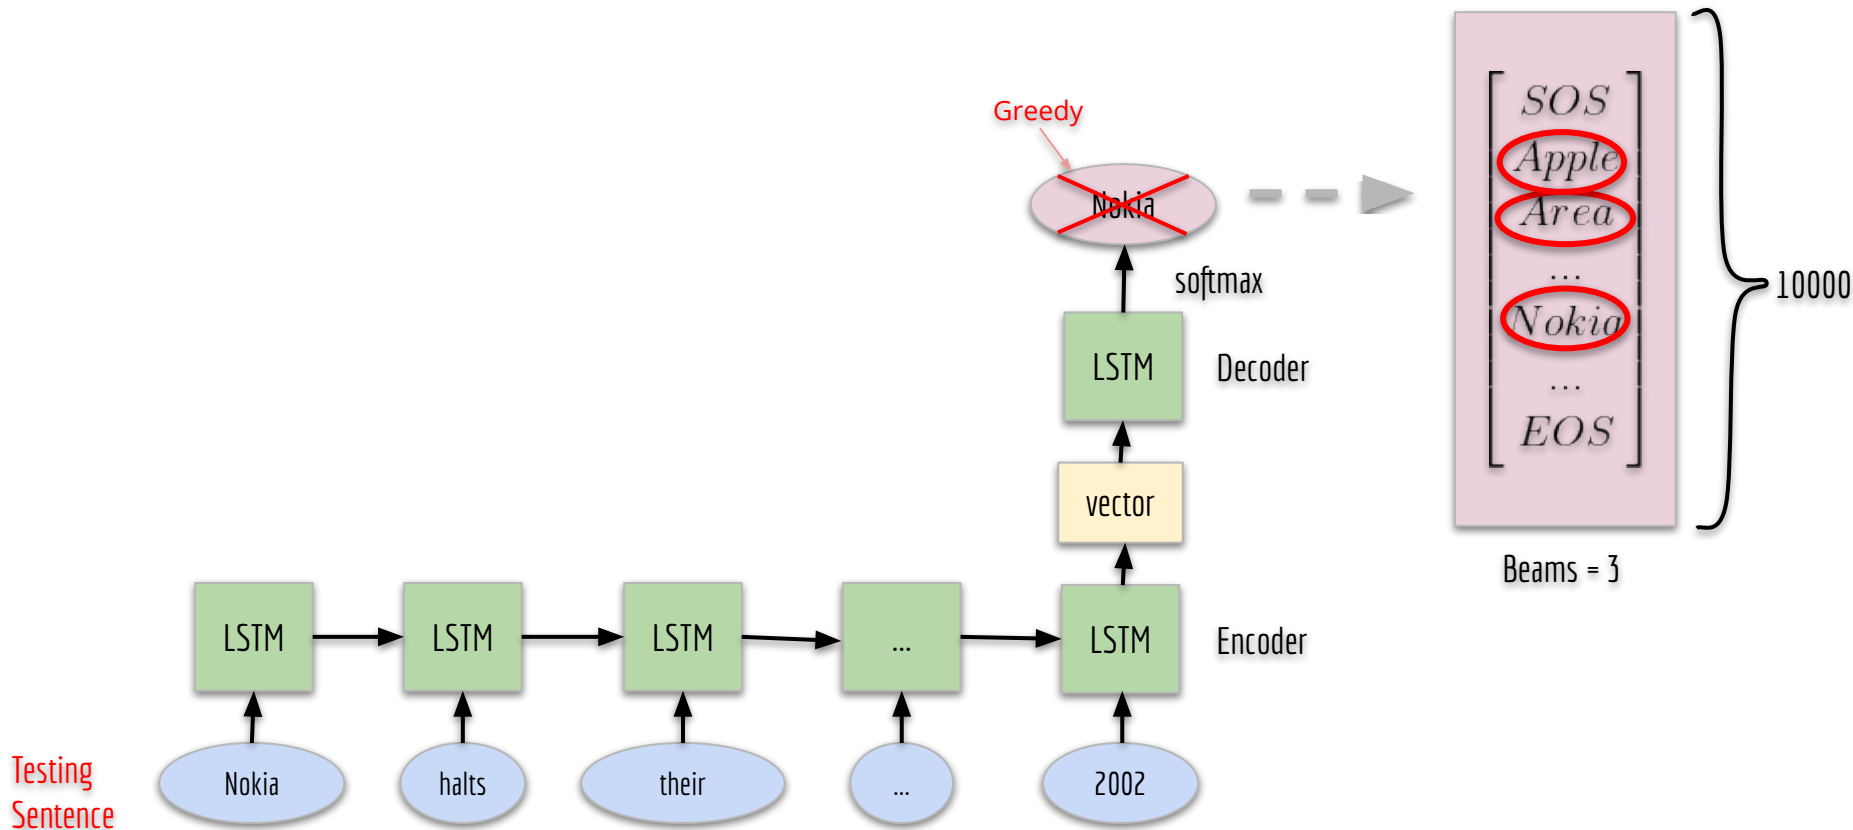 Greedy
Nokia
softmax
LSTM
Decoder
vector
LSTM
LSTM
LSTM
...
LSTM
Encoder
Testing
Sentence
Nokia
halts
their
...
2002
SOS
Apple
Area
...
Nokia
...
EOS
10000
Beams = 3